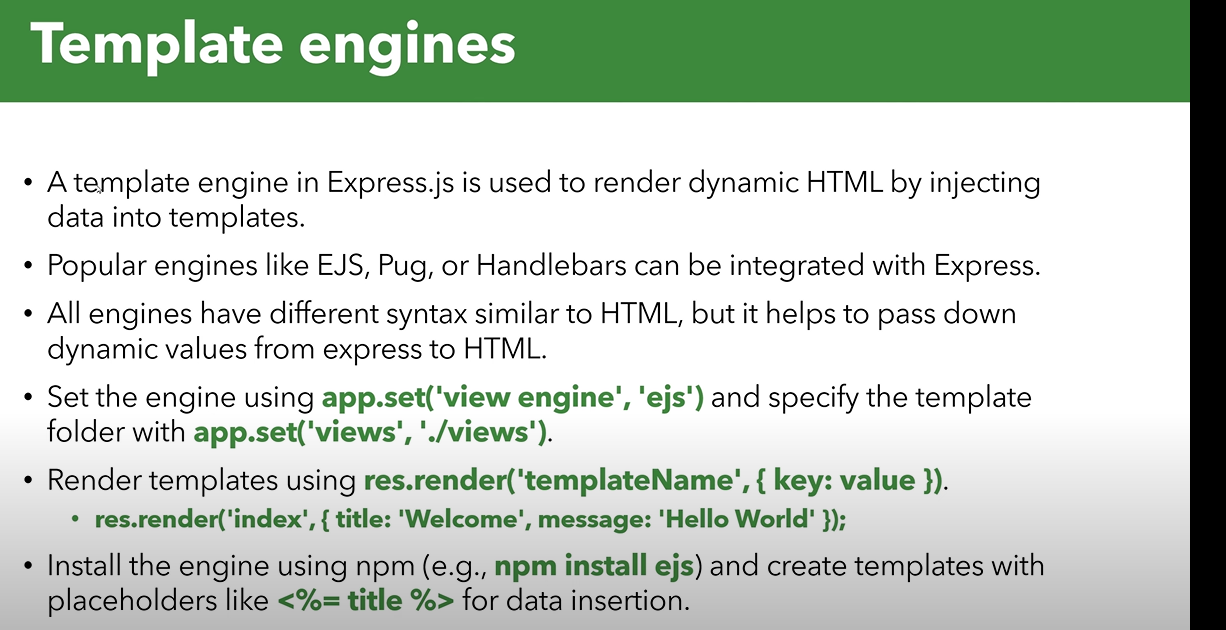 Template engines
• A template engine in Express.js is used to render dynamic HTML by injecting
data into templates.
• Popular engines like EJS, Pug, or Handlebars can be integrated with Express.
• All engines have different syntax similar to HTML, but it helps to pass down
dynamic values from express to HTML.
• Set the engine using app.set('view engine', 'ejs') and specify the template
folder with app.set('views', './views').
• Render templates using res.render('templateName', { key: value }).
• res.render('index', { title: 'Welcome', message: 'Hello World' });
• Install the engine using npm (e.g., npm install ejs) and create templates with
placeholders like <%= title %> for data insertion.